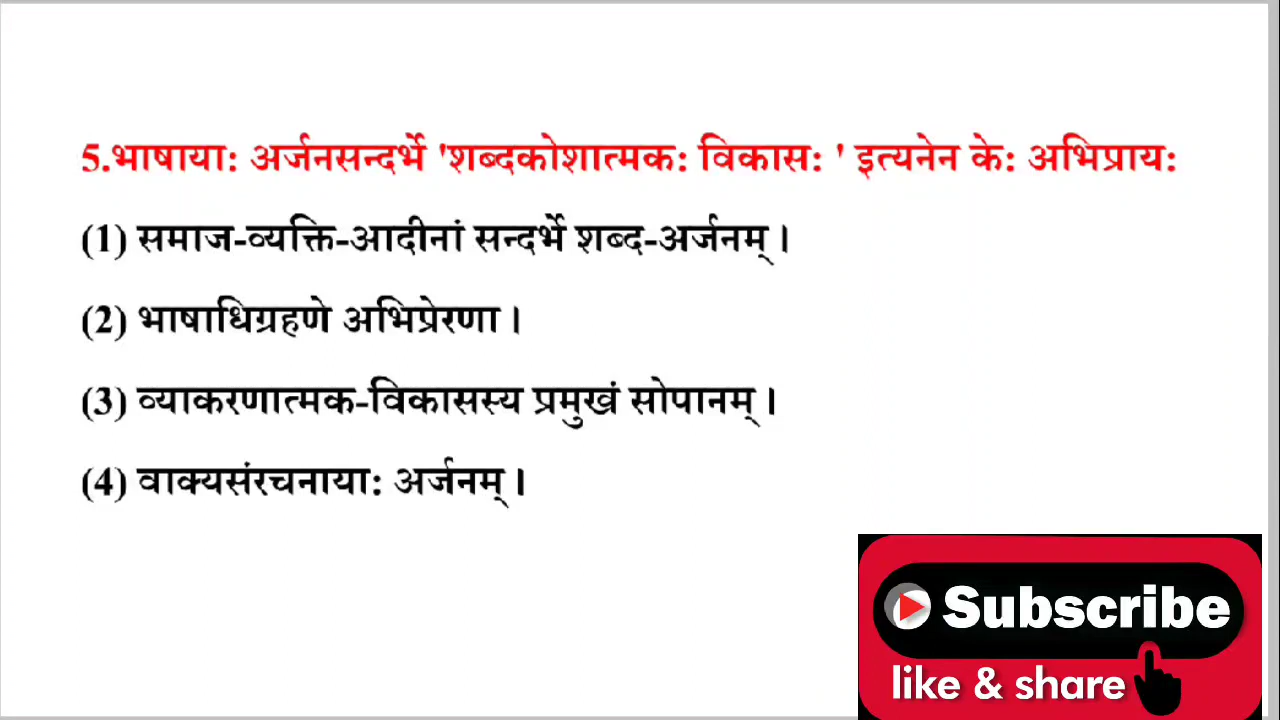 5.भाषाया: अर्जनसन्दर्भे 'शब्दकोशात्मक: विकास: ' इत्यनेन के: अभिप्राय:
(1) समाज-व्यक्ति-आदीनां सन्दर्भे शब्द-अर्जनम् ।
(2) भाषाधिग्रहणे अभिप्रेरणा ।
(3) व्याकरणात्मक-विकासस्य प्रमुखं सोपानम् ।
(4) वाक्यसंरचनाया: अर्जनम् ।
Subscribe
like & share